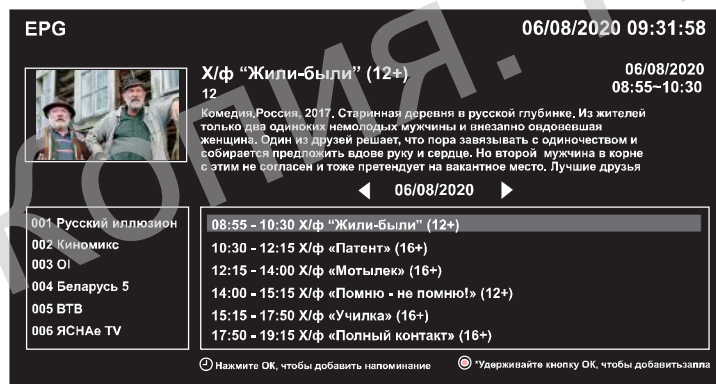 EPG
06/08/2020 09:31:58
Х/ф “Жили-были” (12+)
12
06/08/2020
08:55~10:30
Комедия,Россия, 2017. Старинная деревня в русской глубинке. Из жителей
только два одиноких немолодых мужчины и внезапно овдовевшая
женщина. Один из друзей решает, что пора завязывать с одиночеством и
собирается предложить вдове руку и сердце. Но второй мужчина в корне
с этим не согласен и тоже претендует на вакантное место. Лучшие друзья
06/08/2020
001 Русский иллюзион
002 Киномикс
003 OI
004 Беларусь 5
005 ВТВ
006 ЯСНАе TV
08:55 - 10:30 Х/ф “Жили-были” (12+)
10:30 - 12:15 Х/ф «Патент» (16+)
12:15 - 14:00 Х/ф «Мотылек» (16+)
14:00 - 15:15 Х/ф «Помню - не помню!» (12+)
15:15 - 17:50 Х/ф «Училка» (16+)
17:50 - 19:15 Х/ф «Полный контакт» (16+)
Нажмите ОК, чтобы добавить напоминание
*Удерживайте кнопку ОК, чтобы добавитьзапла
КОПИЯ.